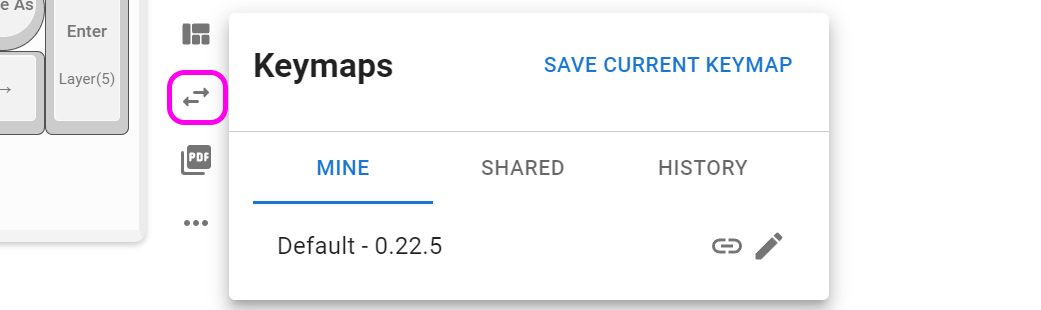 e As
Enter
Layer(5)
→
PDF
Keymaps
SAVE CURRENT KEYMAP
MINE
SHARED
HISTORY
Default - 0.22.5